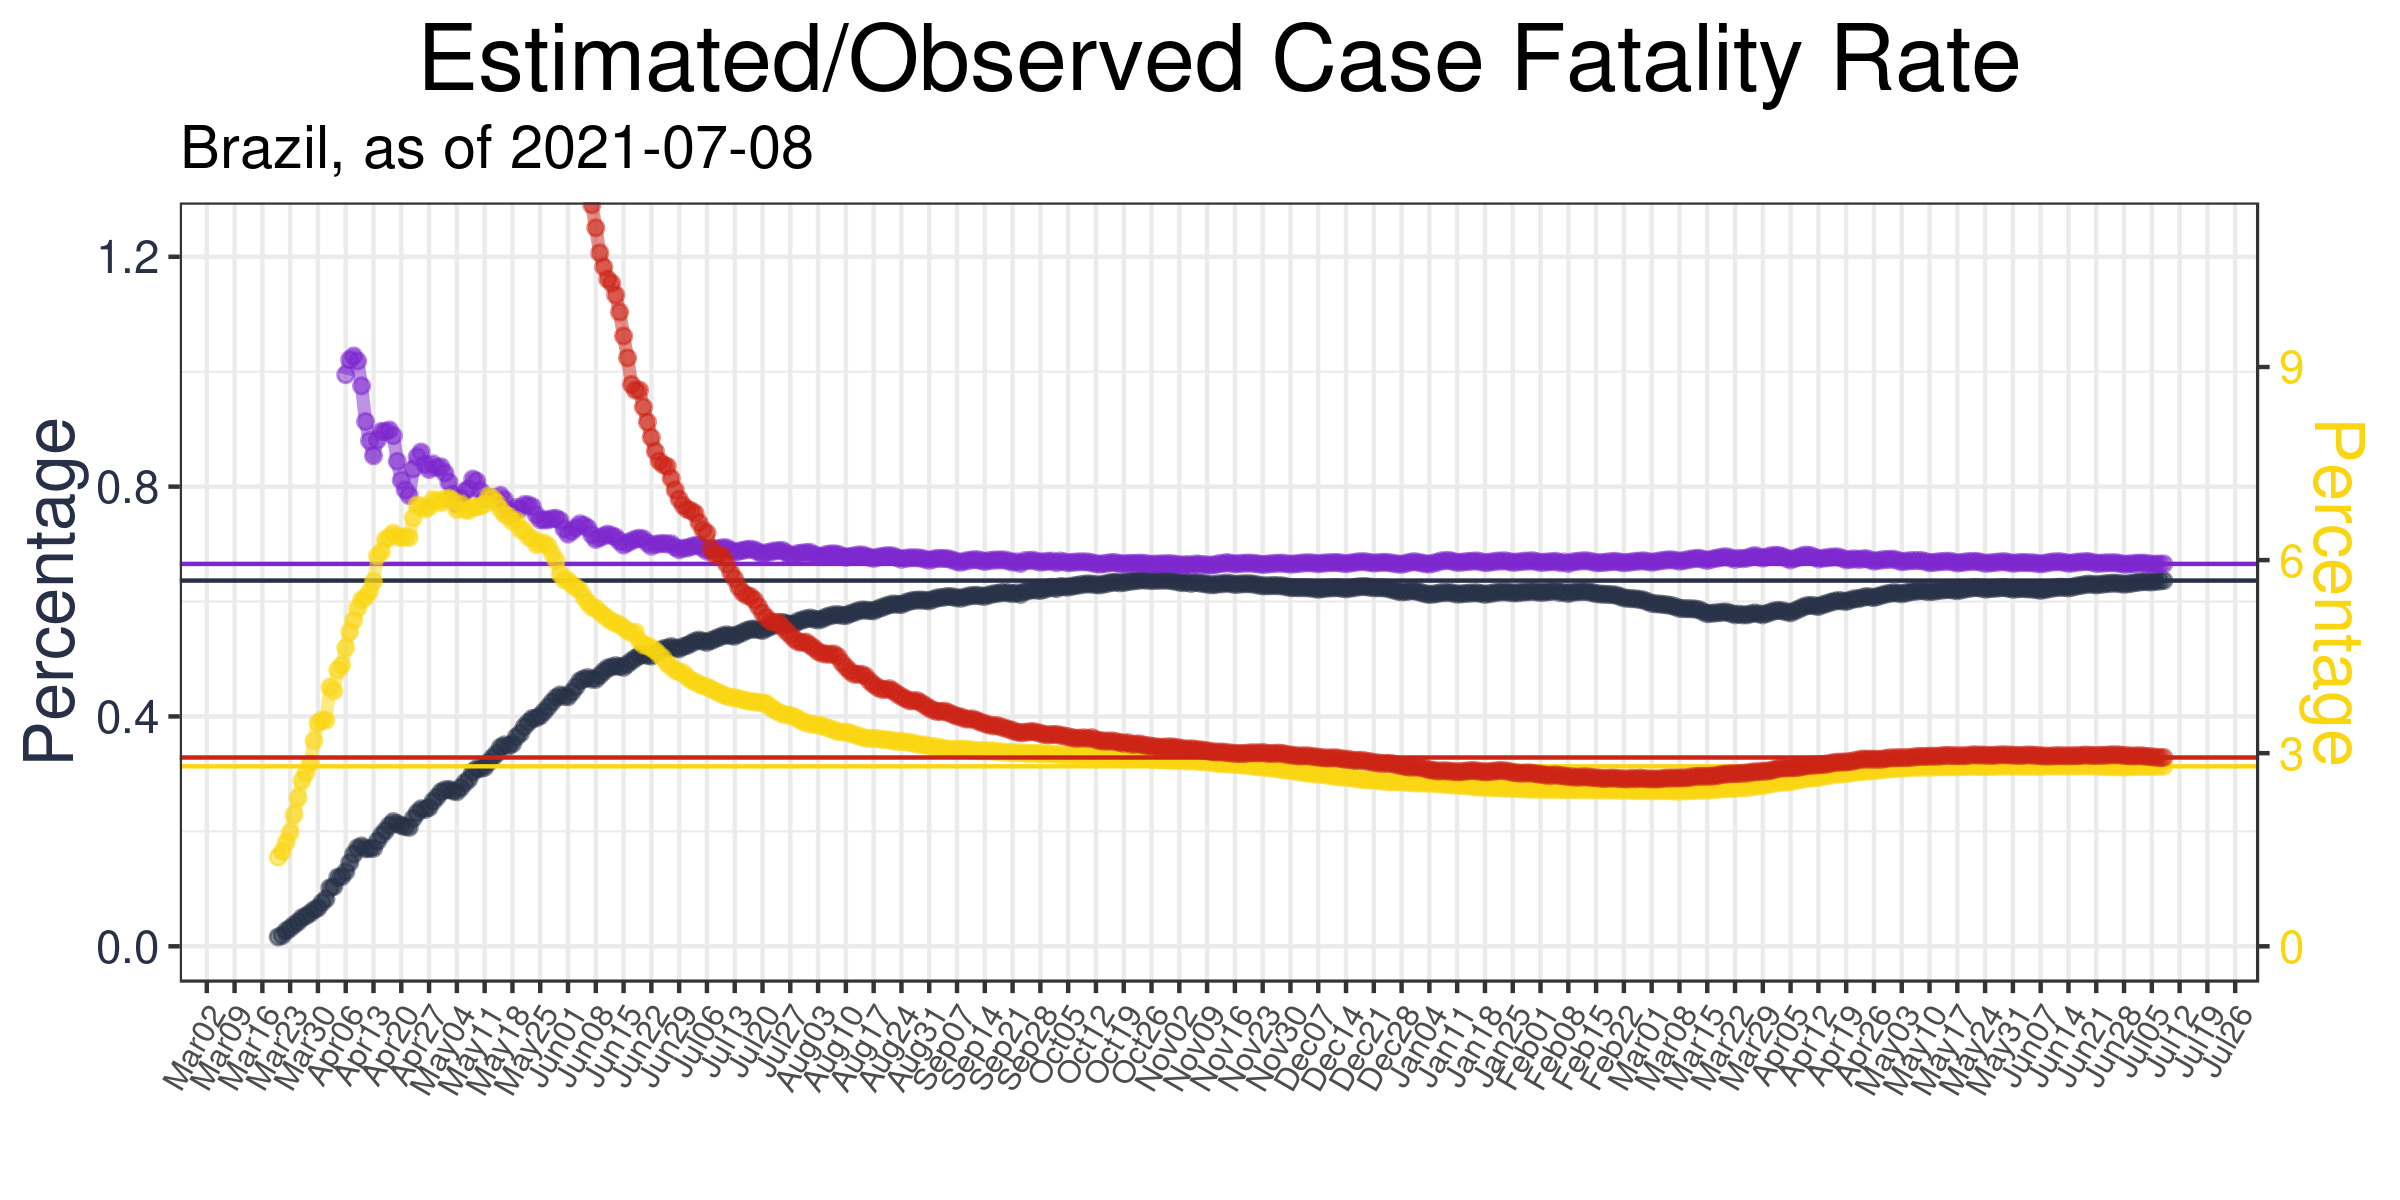 Estimated/Observed Case Fatality Rate
Brazil, as of 2021-07-08
Percentage
1.2
0.8
0.4
0.0
9
6
3
0
Percentage
Mar02
Mar09
Mar16
Mar23
Mar30
Apr06
Apr13
Apr20
Apr27
May04
May11
May18
May25
Jun01
Jun08
Jun15
Jun22
Jun29
Jul06
Jul13
Jul20
Jul27
Aug03
Aug10
Aug17
Aug24
Aug31
Sep07
Sep14
Sep21
Sep28
Oct05
Oct12
Oct19
Oct26
Nov02
Nov09
Nov16
Nov23
Nov30
Dec07
Dec14
Dec21
Dec28
Jan04
Jan11
Jan18
Jan25
Feb01
Feb08
Feb15
Feb22
Mar01
Mar08
Mar15
Mar22
Mar29
Apr05
Apr12
Apr19
Apr26
May03
May10
May17
May24
May31
Jun07
Jun14
Jun21
Jun28
Jul05
Jul12
Jul19
Jul26